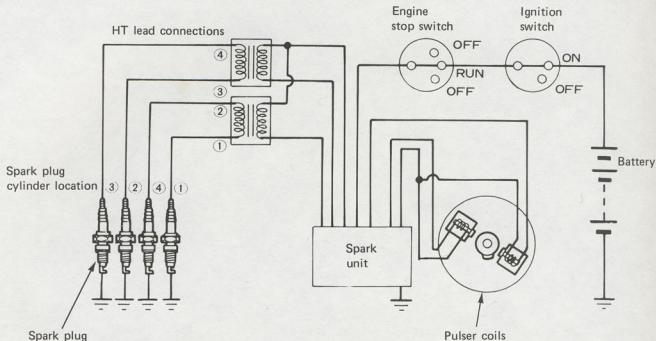 Engine
stop switch
Ignition
switch
HT lead connections
OFF
RUN
OFF
ON
OFF
④
③
②
①
Battery
Spark plug
cylinder location
③ ② ④ ①
Spark
unit
Spark plug
Pulser coils